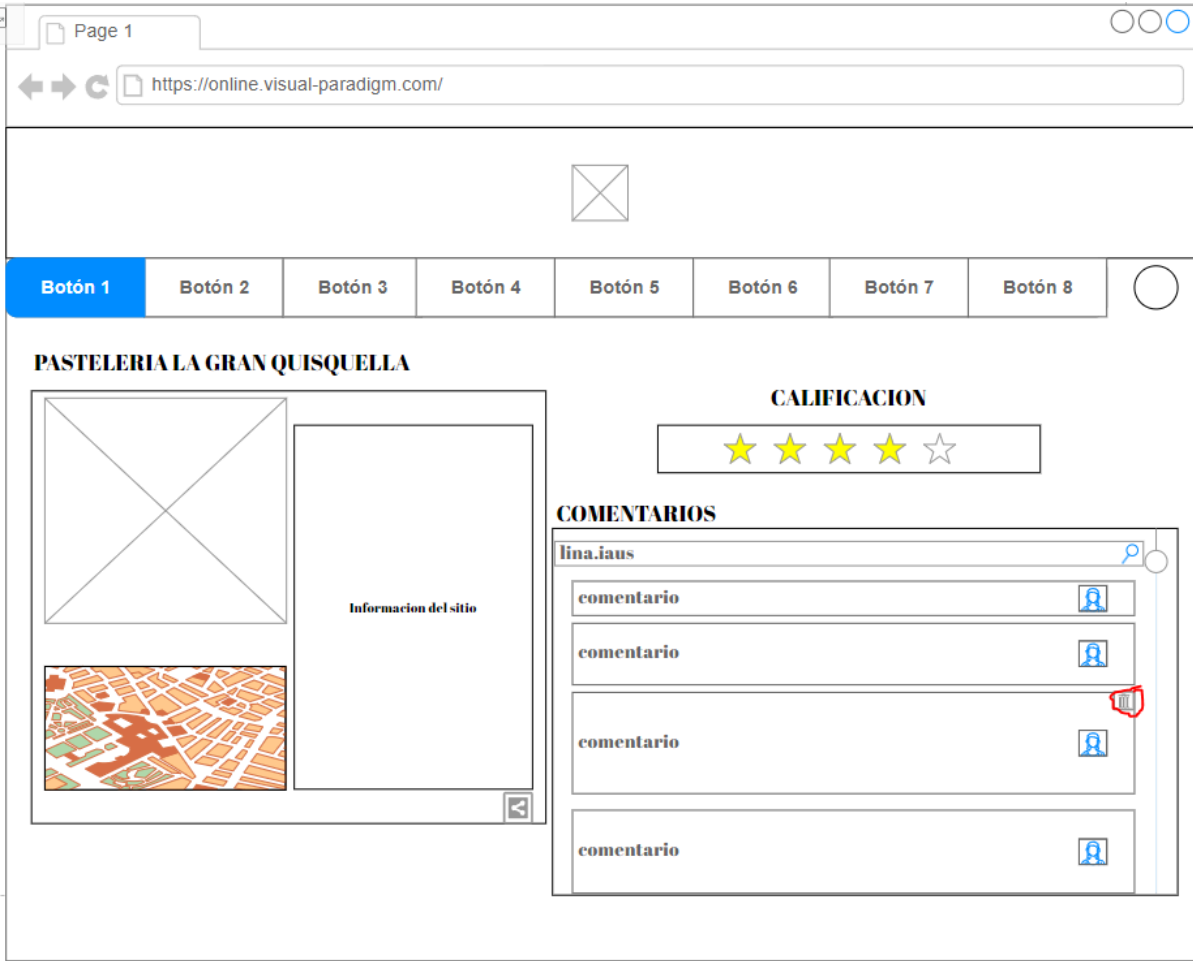 Page 1
https://online.visual-paradigm.com/
Botón 1 Botón 2 Botón 3 Botón 4 Botón 5 Botón 6 Botón 7 Botón 8
PASTELERIA LA GRAN QUISQUELLA
CALIFICACION
COMENTARIOS
lina.iaus
comentario
Informacion del sitio
comentario
comentario
comentario